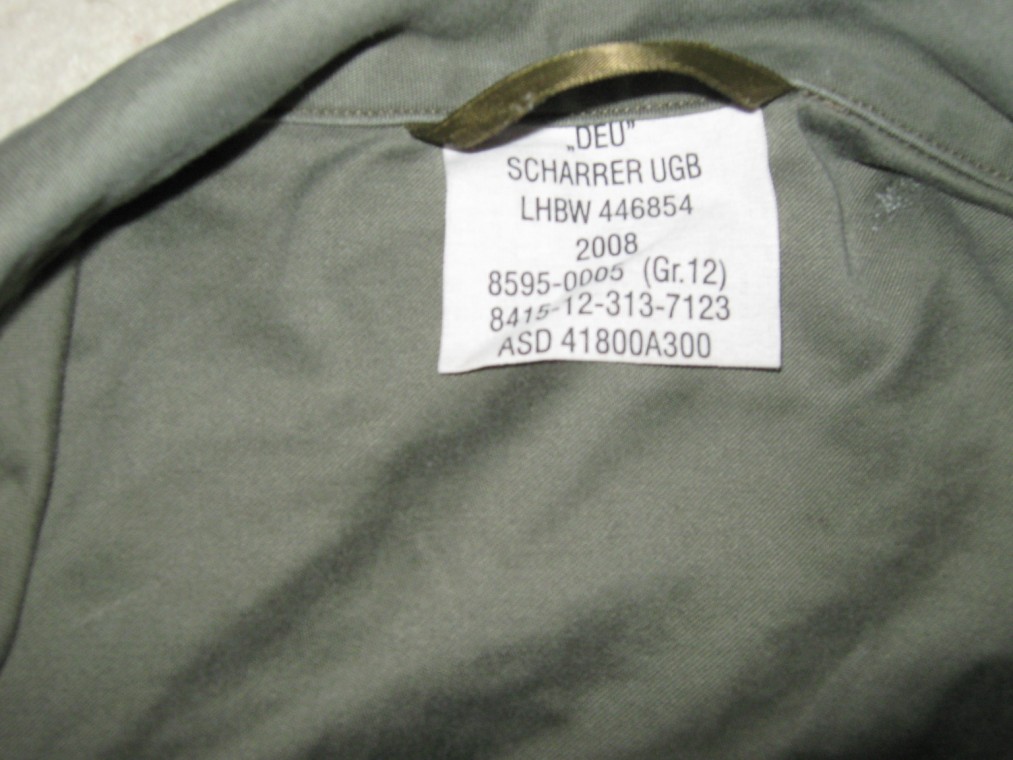 „DEU”
SCHARRER UGB
LHBW 446854
2008
8595-0005 (Gr.12)
8415-12-313-7123
ASD 41800A300